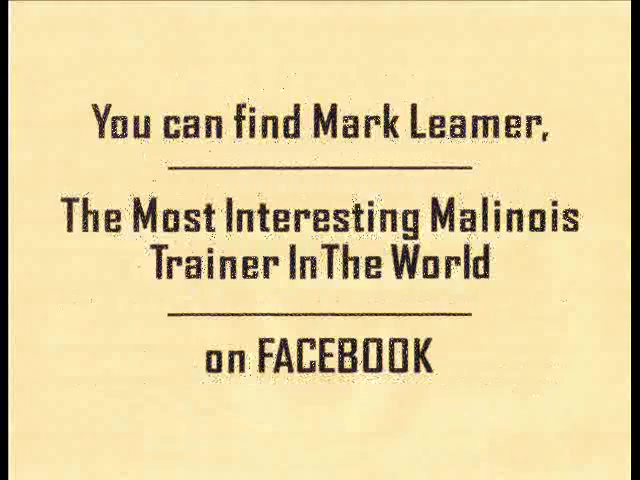 You can find Mark Leamer,
The Most Interesting Malinois
Trainer In The World
on FACEBOOK